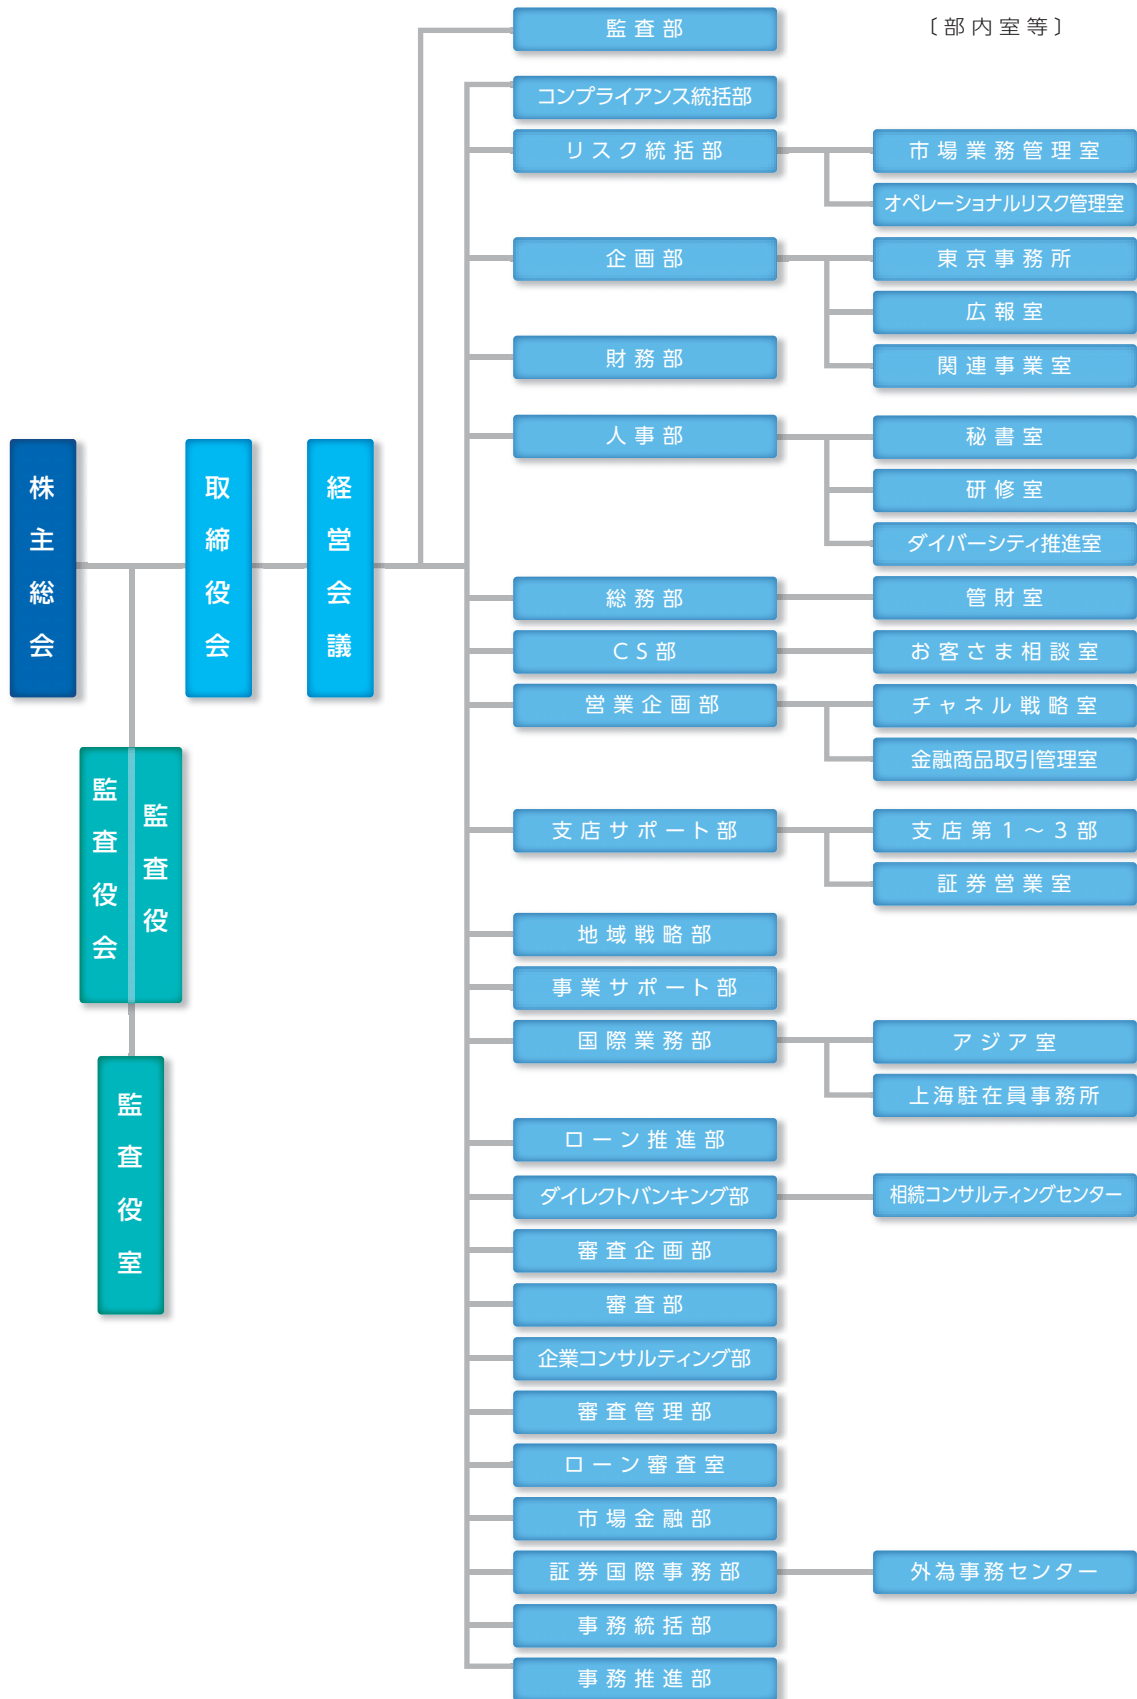 〔部内室等〕
監査部
コンプライアンス統括部
リスク統括部
市場業務管理室
オペレーショナルリスク管理室
企画部
東京事務所
広報室
関連事業室
財務部
人事部
秘書室
研修室
ダイバーシティ推進室
株主総会
取締役会
経営会議
総務部
管財室
CS部
お客さま相談室
営業企画部
チャネル戦略室
金融商品取引管理室
監査役会
監査役
監査役室
支店サポート部
支店第1～3部
証券営業室
地域戦略部
事業サポート部
国際業務部
アジア室
上海駐在員事務所
ローン推進部
ダイレクトバンキング部
相続コンサルティングセンター
審査企画部
審査部
企業コンサルティング部
審査管理部
ローン審査室
市場金融部
証券国際事務部
外為事務センター
事務統括部
事務推進部